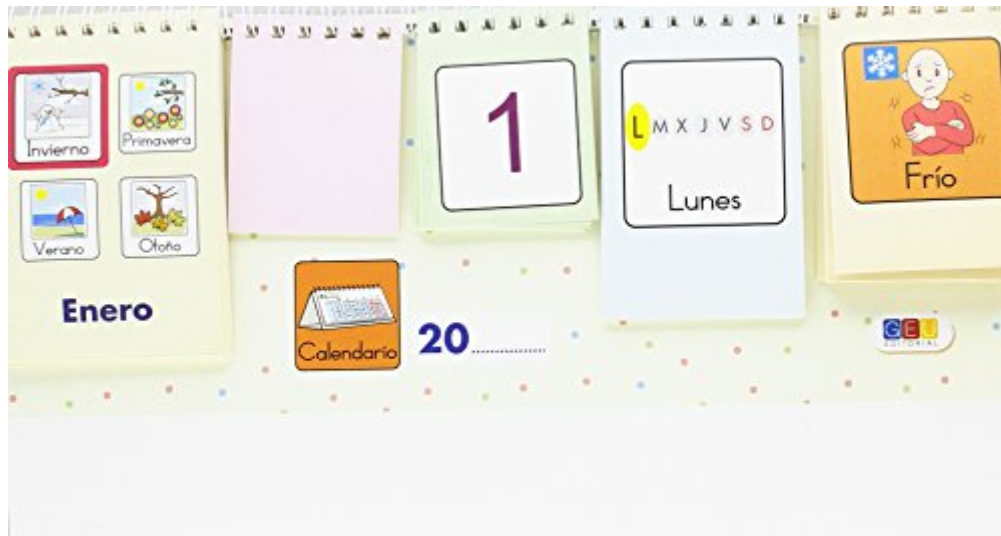 Invierno
Primavera
Verano
Otoño
Enero
1
L M X J V S D
Lunes
Frío
Calendario
20..............
GEU
EDITORIAL